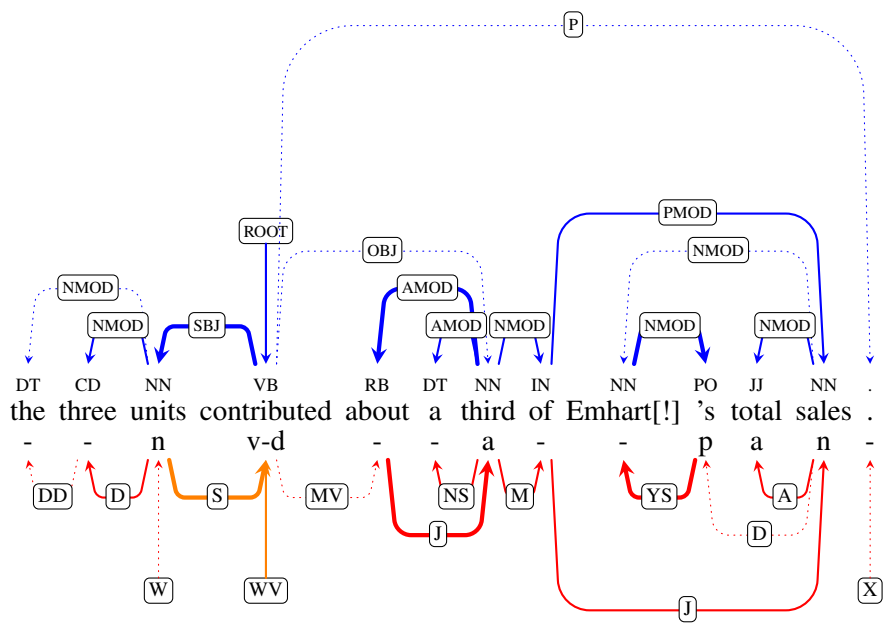 P
PMOD
ROOT
OBJ NMOD
NMOD AMOD
NMOD SBJ AMOD NMOD NMOD NMOD
DT CD NN VB RB DT NN IN NN PO JJ NN .
the three units contributed about a third of Emhart[!] 's total sales .
- - n v-d - - a - - p a n -
DD D S MV NS M YS A
J D
W WV X
J